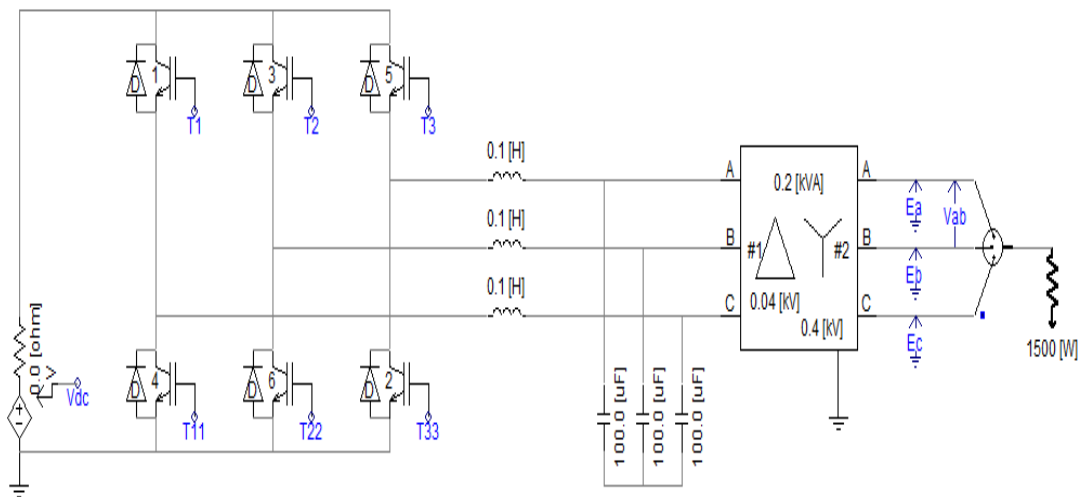 D 1 T1
D 3 T2
D 5 T3
0.1 [H]
0.1 [H]
0.1 [H]
A
B
C
0.2 [kVA]
#1
#2
0.04 [kV]
0.4 [kV]
A
B
C
Ea
Vab
Eb
Ec
1500 [W]
0.0 [ohm]
+
-
Vdc
D 4 T11
D 6 T22
D 2 T33
100.0 [uF]
100.0 [uF]
100.0 [uF]